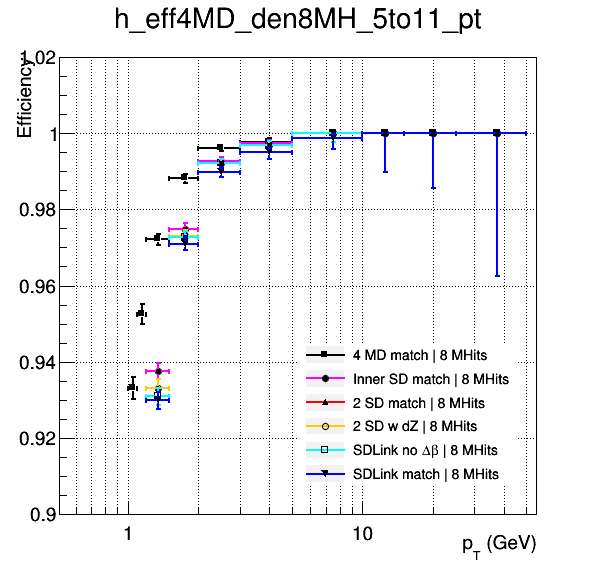 h_eff4MD_den8MH_5to11_pt
Efficiency
1.02
1
0.98
0.96
0.94
0.92
0.9
4 MD match | 8 MHits
Inner SD match | 8 MHits
2 SD match | 8 MHits
2 SD w dZ | 8 MHits
SDLink no Δβ | 8 MHits
SDLink match | 8 MHits
1
10
p_T (GeV)